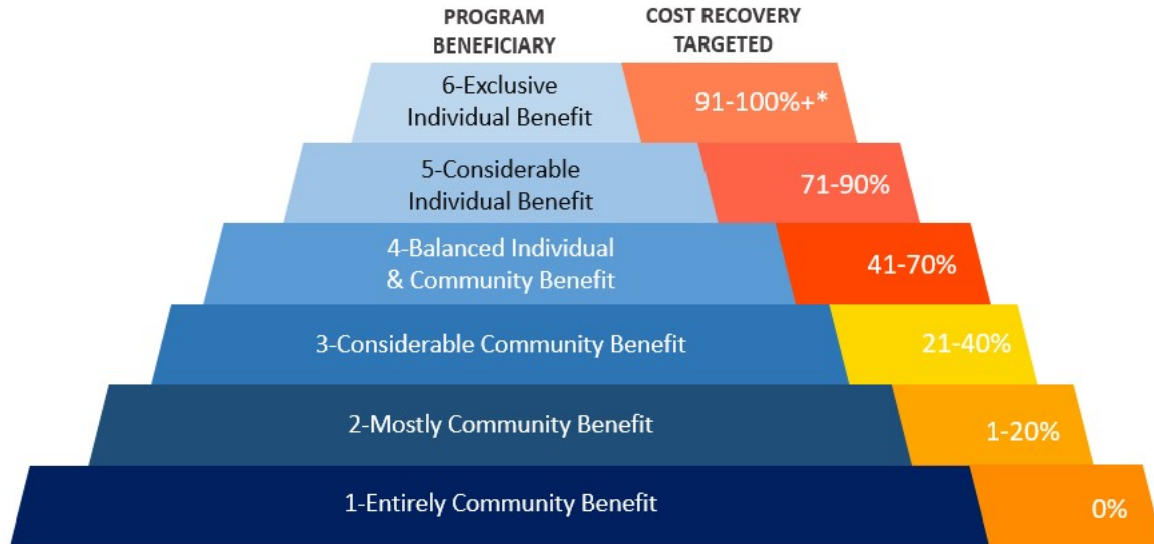 PROGRAM
BENEFICIARY
COST RECOVERY
TARGETED
6-Exclusive
Individual Benefit
91-100%+*
5-Considerable
Individual Benefit
71-90%
4-Balanced Individual
& Community Benefit
41-70%
3-Considerable Community Benefit
21-40%
2-Mostly Community Benefit
1-20%
1-Entirely Community Benefit
0%